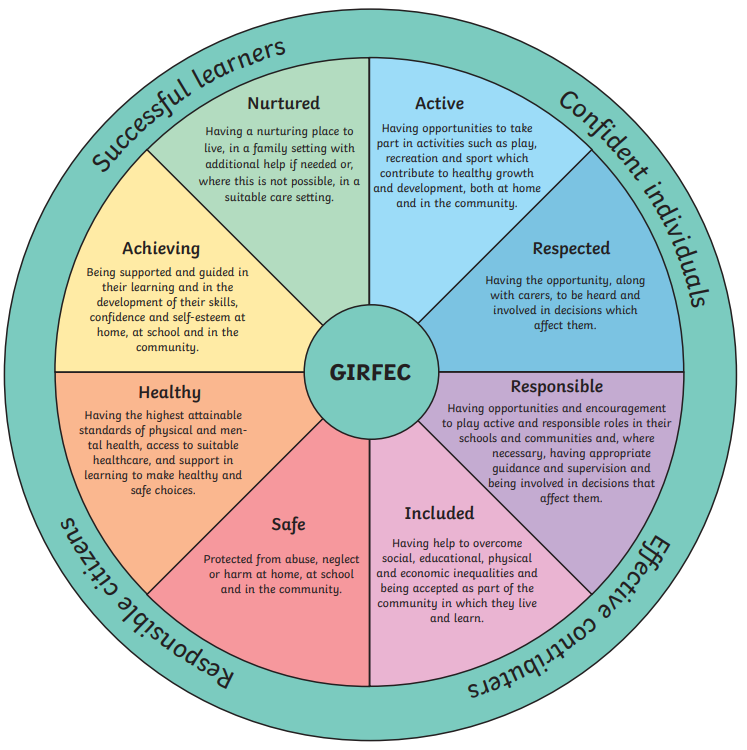 Successful learners
Confident individuals
Nurtured
Having a nurturing place to
live, in a family setting with
additional help if needed or,
where this is not possible, in a
suitable care setting.
Active
Having opportunities to take
part in activities such as play,
recreation and sport which
contribute to healthy growth
and development, both at home
and in the community.
Achieving
Being supported and guided in
their learning and in the
development of their skills,
confidence and self-esteem at
home, at school and in the
community.
Respected
Having the opportunity, along
with carers, to be heard and
involved in decisions which
affect them.
GIRFEC
Healthy
Having the highest attainable
standards of physical and men-
tal health, access to suitable
healthcare, and support in
learning to make healthy and
safe choices.
Responsible
Having opportunities and encouragement
to play active and responsible roles in their
schools and communities and, where
necessary, having appropriate
guidance and supervision and
being involved in decisions that
affect them.
Safe
Protected from abuse, neglect
or harm at home, at school
and in the community.
Included
Having help to overcome
social, educational, physical
and economic inequalities and
being accepted as part of the
community in which they live
and learn.
Responsible citizens
Effective contributers